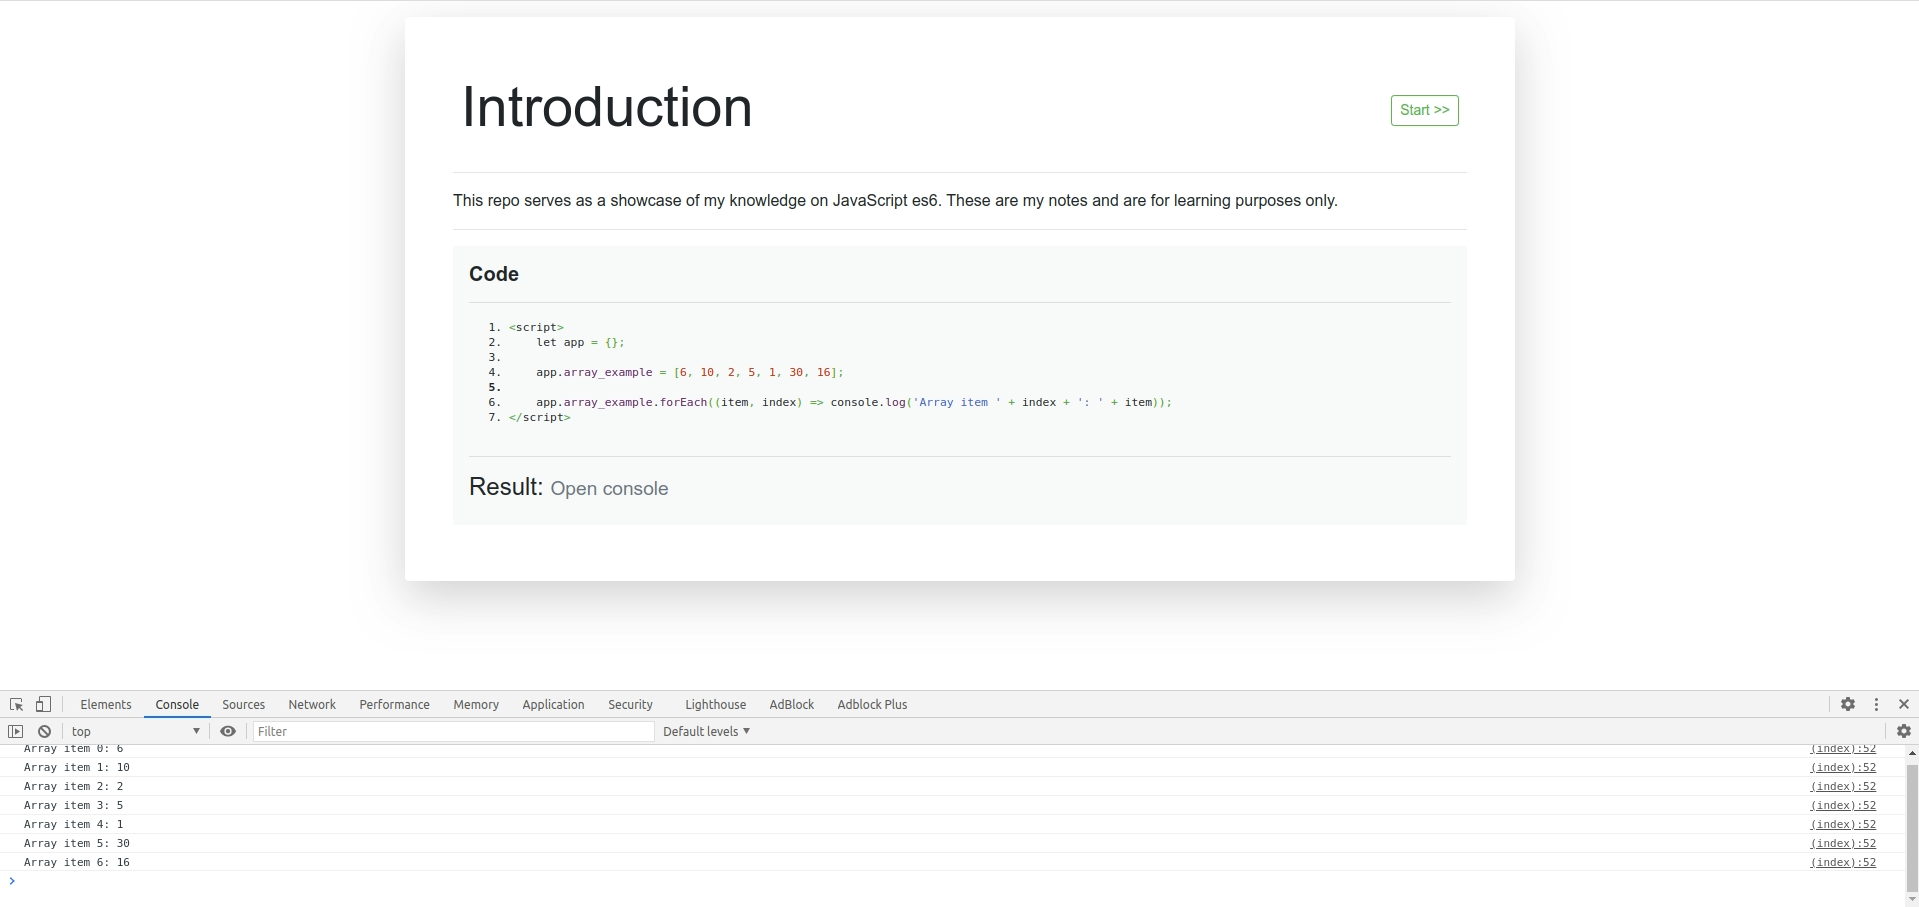 Introduction
Start >>
This repo serves as a showcase of my knowledge on JavaScript es6. These are my notes and are for learning purposes only.
Code
1. <script>
2.     let app = {};
3.
4.     app.array_example = [6, 10, 2, 5, 1, 30, 16];
5.
6.     app.array_example.forEach((item, index) => console.log('Array item ' + index + ': ' + item));
7. </script>
Result: Open console
Elements Console Sources Network Performance Memory Application Security Lighthouse AdBlock Adblock Plus
top Filter Default levels
Array item 0: 6 (index):52
Array item 1: 10 (index):52
Array item 2: 2 (index):52
Array item 3: 5 (index):52
Array item 4: 1 (index):52
Array item 5: 30 (index):52
Array item 6: 16 (index):52
>